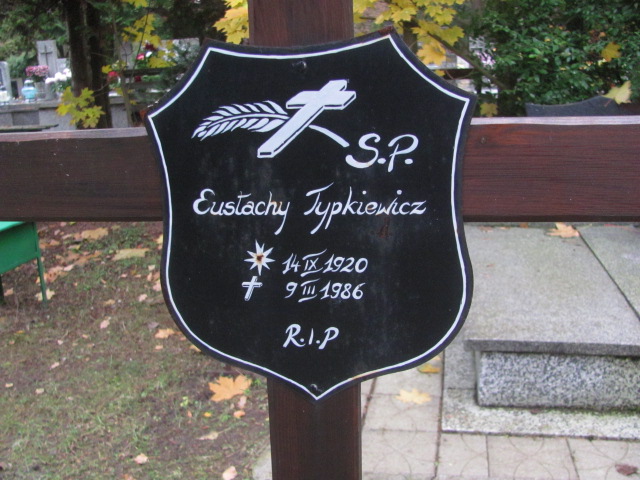 S.P.
Eustachy Typkiewicz
14 IX 1920
9 III 1986
R.I.P